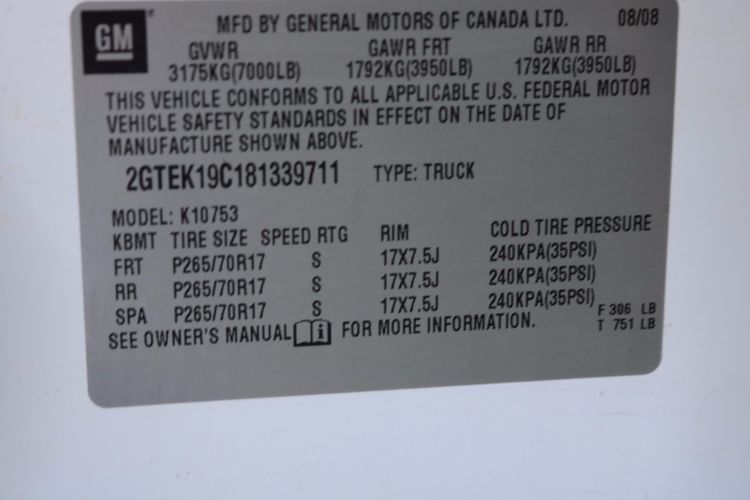 GM MFD BY GENERAL MOTORS OF CANADA LTD. 08/08
GVWR GAWR FRT GAWR RR
3175KG(7000LB) 1792KG(3950LB) 1792KG(3950LB)
THIS VEHICLE CONFORMS TO ALL APPLICABLE U.S. FEDERAL MOTOR
VEHICLE SAFETY STANDARDS IN EFFECT ON THE DATE OF
MANUFACTURE SHOWN ABOVE.
2GTEK19C181339711 TYPE: TRUCK
MODEL: K10753
KBMT TIRE SIZE SPEED RTG RIM COLD TIRE PRESSURE
FRT P265/70R17 S 17X7.5J 240KPA(35PSI)
RR P265/70R17 S 17X7.5J 240KPA(35PSI)
SPA P265/70R17 S 17X7.5J 240KPA(35PSI)
F 306 LB
SEE OWNER'S MANUAL i FOR MORE INFORMATION. T 751 LB